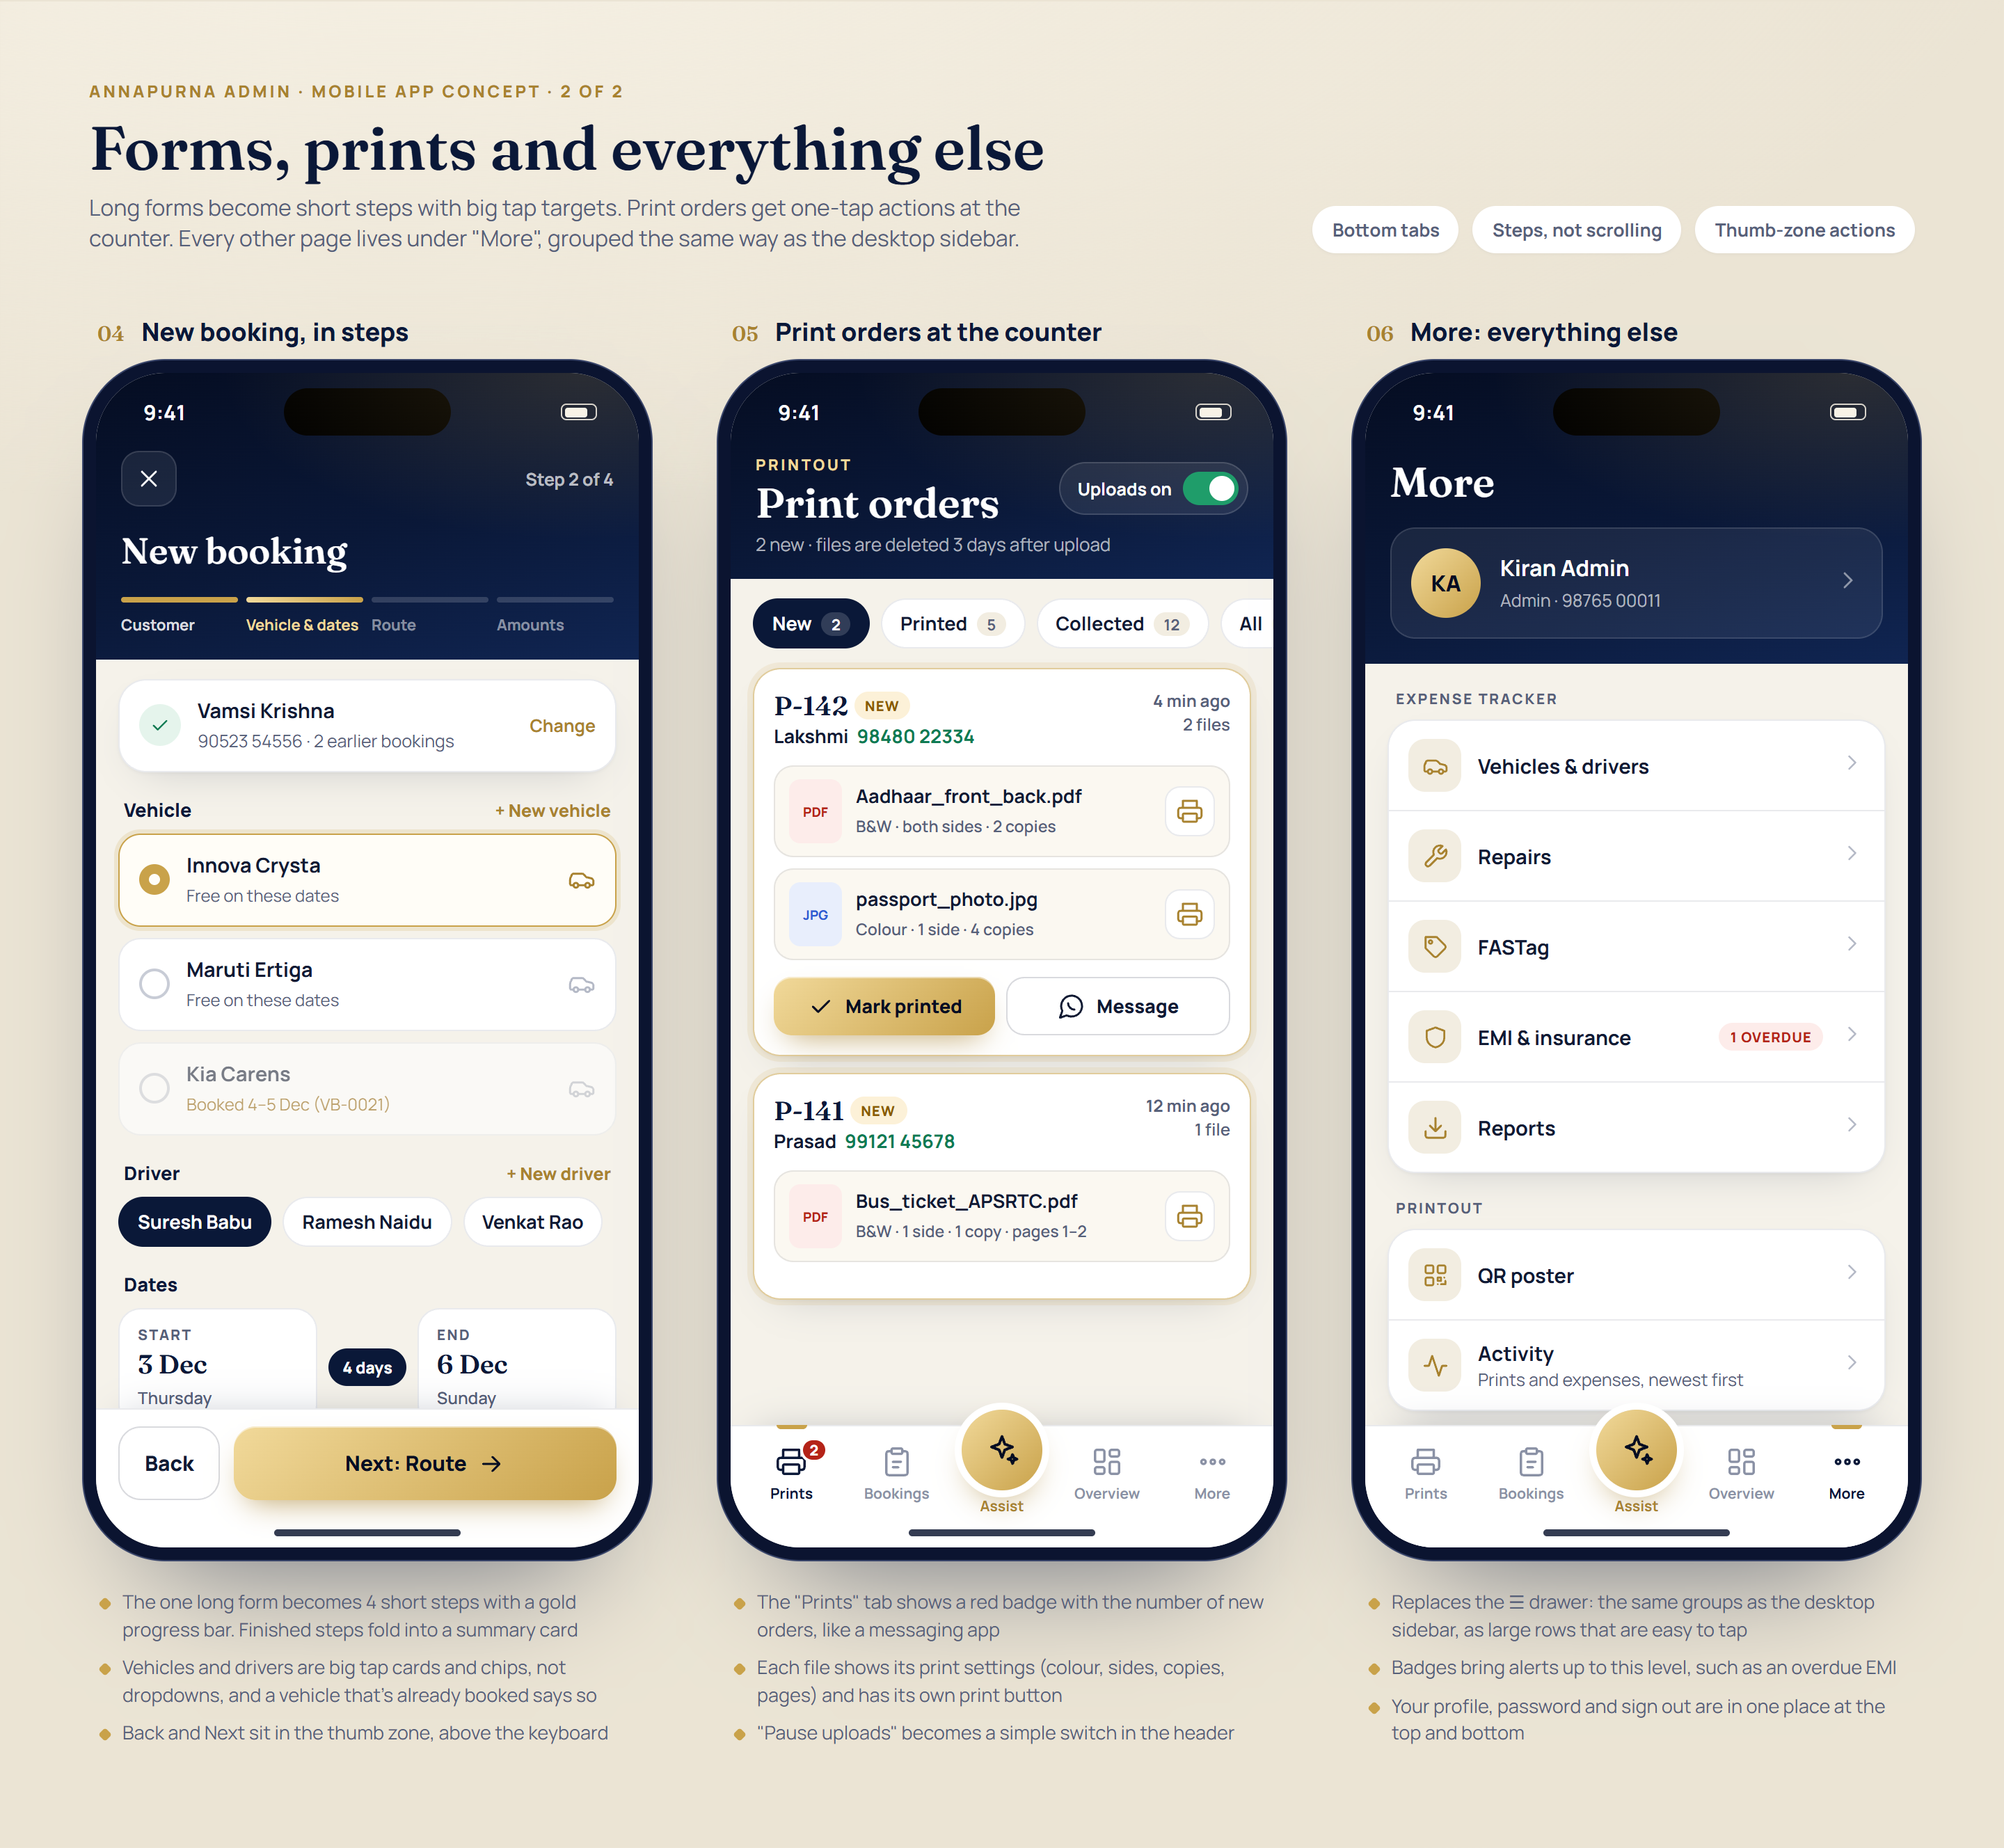 ANNAPURNA ADMIN · MOBILE APP CONCEPT · 2 OF 2
Forms, prints and everything else
Long forms become short steps with big tap targets. Print orders get one-tap actions at the
counter. Every other page lives under "More", grouped the same way as the desktop sidebar.
Bottom tabs
Steps, not scrolling
Thumb-zone actions
04 New booking, in steps
9:41
Step 2 of 4
New booking
Customer
Vehicle & dates
Route
Amounts
Vamsi Krishna
90523 54556 · 2 earlier bookings
Change
Vehicle
+ New vehicle
Innova Crysta
Free on these dates
Maruti Ertiga
Free on these dates
Kia Carens
Booked 4–5 Dec (VB-0021)
Driver
+ New driver
Suresh Babu
Ramesh Naidu
Venkat Rao
Dates
START
3 Dec
Thursday
4 days
END
6 Dec
Sunday
Back
Next: Route →
The one long form becomes 4 short steps with a gold
progress bar. Finished steps fold into a summary card
Vehicles and drivers are big tap cards and chips, not
dropdowns, and a vehicle that's already booked says so
Back and Next sit in the thumb zone, above the keyboard
05 Print orders at the counter
9:41
PRINTOUT
Print orders
Uploads on
2 new · files are deleted 3 days after upload
New 2
Printed 5
Collected 12
All
P-142 NEW
4 min ago
Lakshmi 98480 22334
2 files
PDF
Aadhaar_front_back.pdf
B&W · both sides · 2 copies
JPG
passport_photo.jpg
Colour · 1 side · 4 copies
Mark printed
Message
P-141 NEW
12 min ago
Prasad 99121 45678
1 file
PDF
Bus_ticket_APSRTC.pdf
B&W · 1 side · 1 copy · pages 1–2
2
Prints
Bookings
Assist
Overview
More
The "Prints" tab shows a red badge with the number of new
orders, like a messaging app
Each file shows its print settings (colour, sides, copies,
pages) and has its own print button
"Pause uploads" becomes a simple switch in the header
06 More: everything else
9:41
More
KA
Kiran Admin
Admin · 98765 00011
EXPENSE TRACKER
Vehicles & drivers
Repairs
FASTag
EMI & insurance
1 OVERDUE
Reports
PRINTOUT
QR poster
Activity
Prints and expenses, newest first
Prints
Bookings
Assist
Overview
More
Replaces the ☰ drawer: the same groups as the desktop
sidebar, as large rows that are easy to tap
Badges bring alerts up to this level, such as an overdue EMI
Your profile, password and sign out are in one place at the
top and bottom